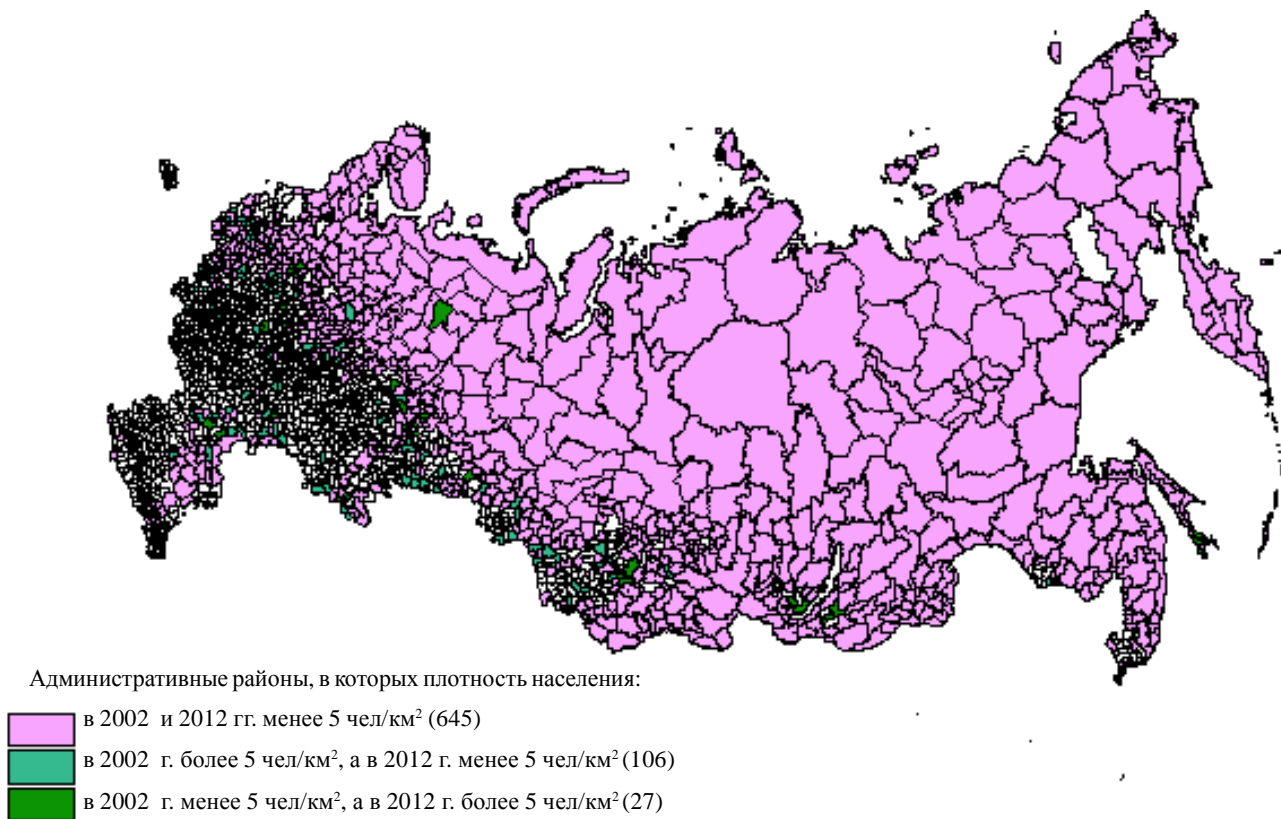 Административные районы, в которых плотность населения:
в 2002 и 2012 гг. менее 5 чел/км² (645)
в 2002 г. более 5 чел/км², а в 2012 г. менее 5 чел/км² (106)
в 2002 г. менее 5 чел/км², а в 2012 г. более 5 чел/км² (27)